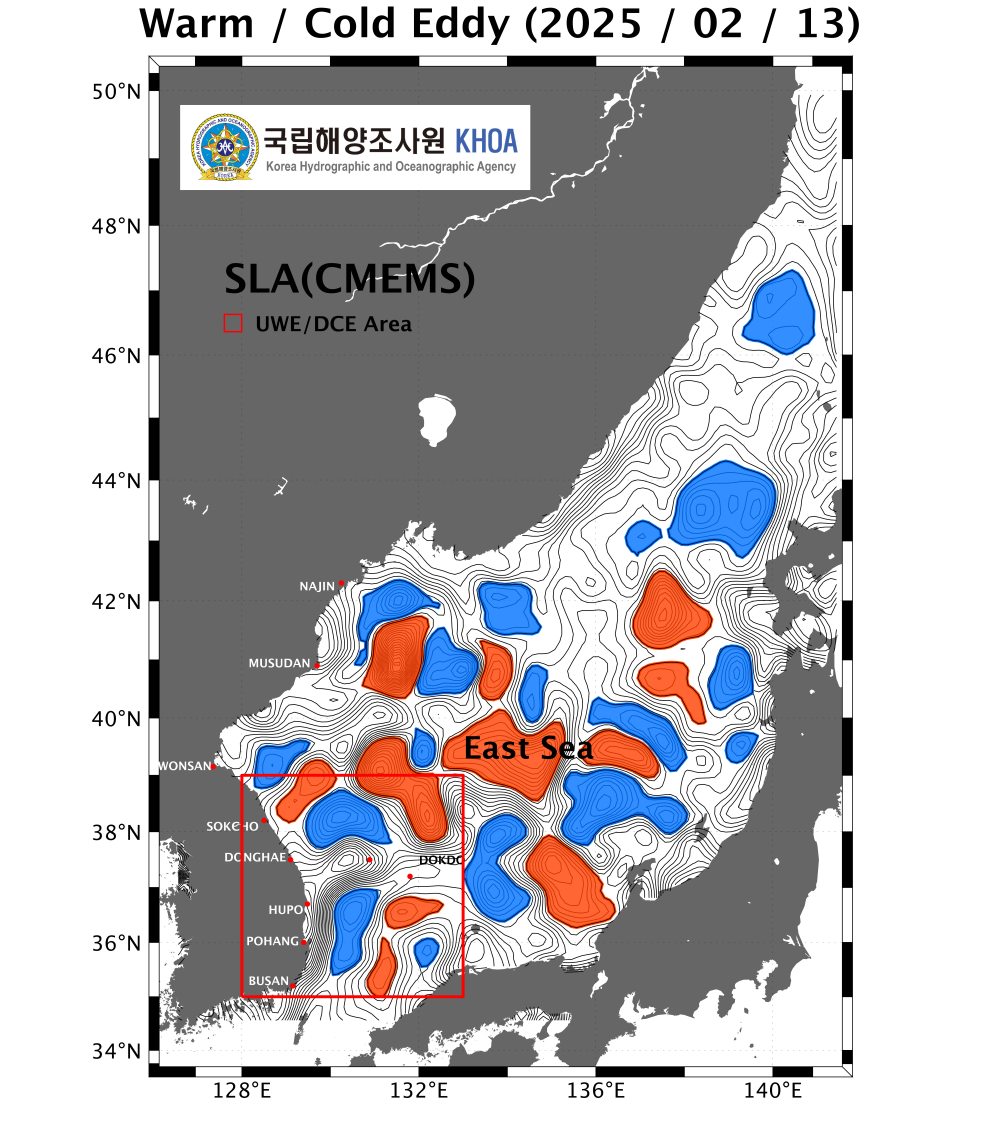 Warm / Cold Eddy (2025 / 02 / 13)
50°N
국립해양조사원 KHOA
Korea Hydrographic and Oceanographic Agency
48°N
SLA(CMEMS)
UWE/DCE Area
46°N
44°N
NAJIN
42°N
MUSUDAN
40°N
East Sea
WONSAN
SOKCHO
38°N
DONGHAE
DOKDO
HUPO
36°N
POHANG
BUSAN
34°N
128°E
132°E
136°E
140°E